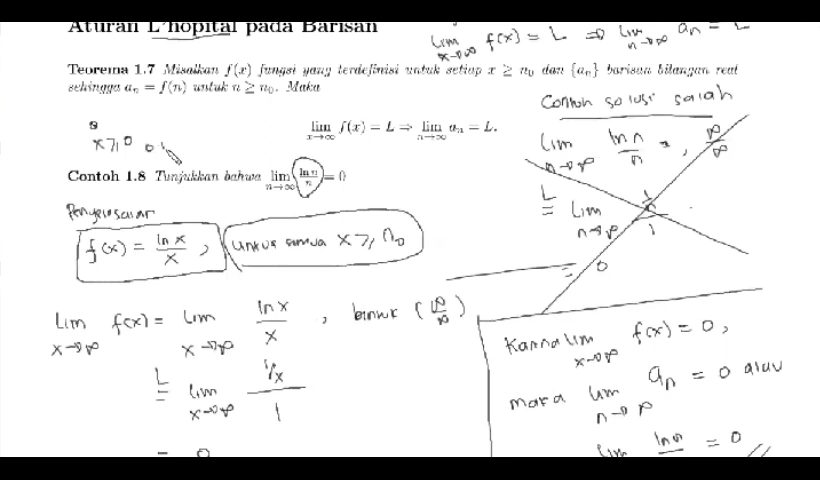 Aturan L'hopital pada Barisan
lim x→∞ f(x) = L ⇒ lim n→∞ aₙ = L
Teorema 1.7 Misalkan f(x) fungsi yang terdefinisi untuk setiap x ≥ n₀ dan {aₙ} barisan bilangan real
sehingga aₙ = f(n) untuk n ≥ n₀. Maka
lim x→∞ f(x) = L ⇒ lim n→∞ aₙ = L.
x ≥ 0
Contoh 1.8 Tunjukkan bahwa lim n→∞ ln n / n = 0
Contoh solusi salah
lim n→∞ ln n / n = , ∞/∞
L= lim n→∞ 1/n / 1
= 0
Penyelesaian
f(x) = ln x / x , untuk semua x ≥ n₀
lim x→∞ f(x) = lim x→∞ ln x / x , bentuk (∞/∞)
L= lim x→∞ 1/x / 1
= 0
Karna lim x→∞ f(x) = 0,
maka lim n→∞ aₙ = 0 atau
lim ln n = 0